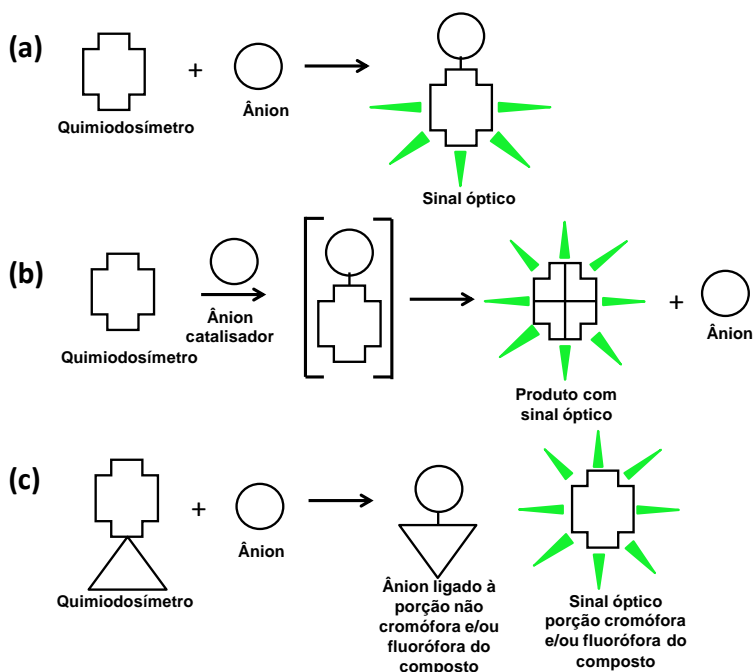 (a)
+
Quimiodosímetro
Ânion
Sinal óptico
(b)
Ânion
catalisador
+
Quimiodosímetro
Ânion
Produto com
sinal óptico
(c)
+
Ânion
Quimiodosímetro
Ânion ligado à
porção não
cromófora e/ou
fluorófora do
composto
Sinal óptico
porção cromófora
e/ou fluorófora do
composto